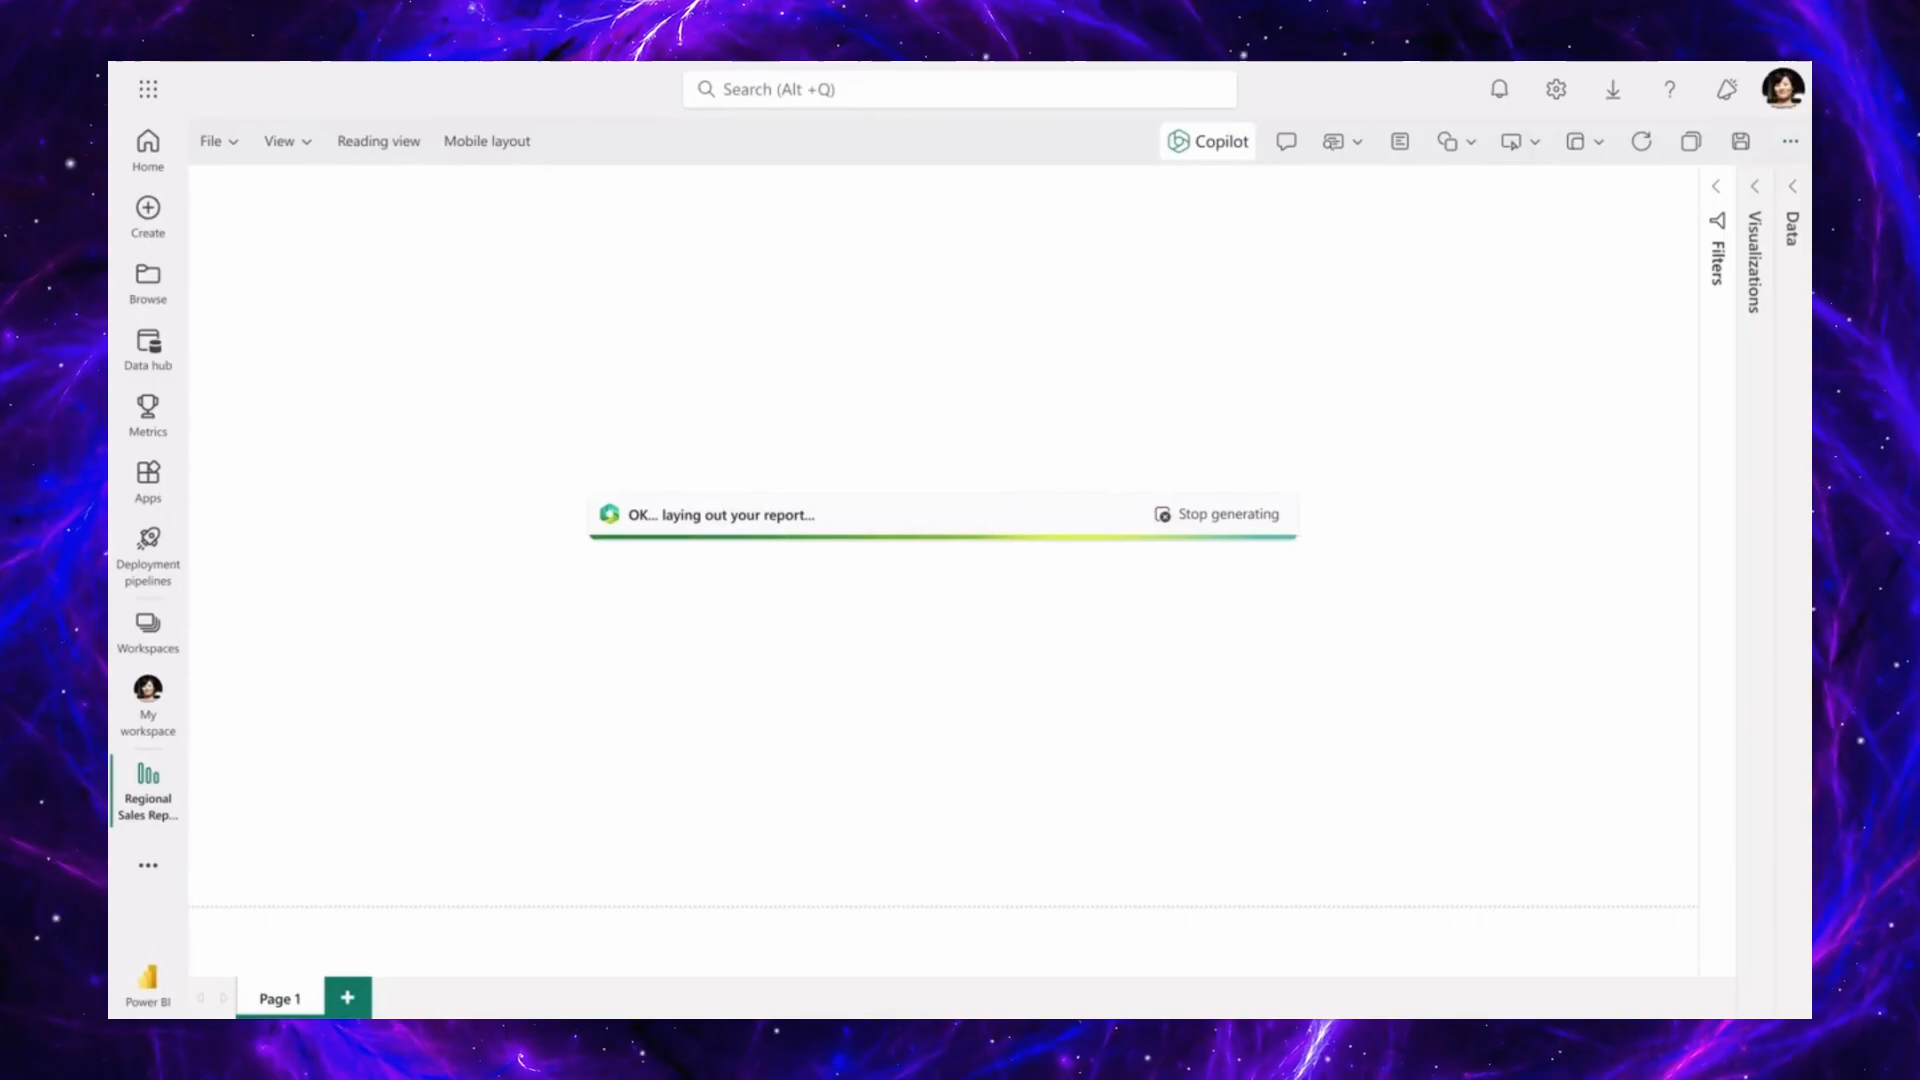 Search (Alt +Q)
File
View
Reading view
Mobile layout
Copilot
Home
Create
Browse
Data hub
Metrics
Apps
Deployment
pipelines
Workspaces
My
workspace
Regional
Sales Rep...
Power BI
OK... laying out your report...
Stop generating
Filters
Visualizations
Data
Page 1